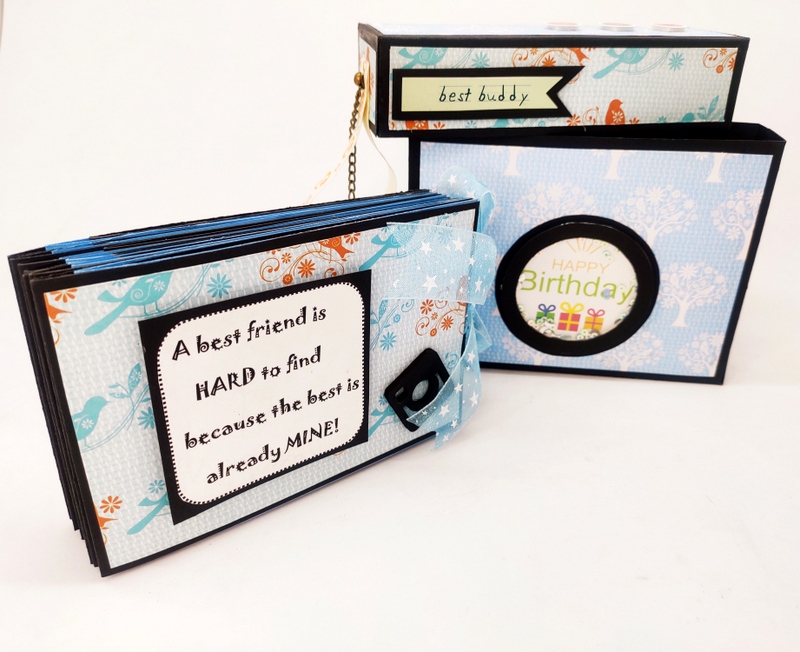 best buddy
HAPPY
Birthday
A best friend is
HARD to find
because the best is
already MINE!